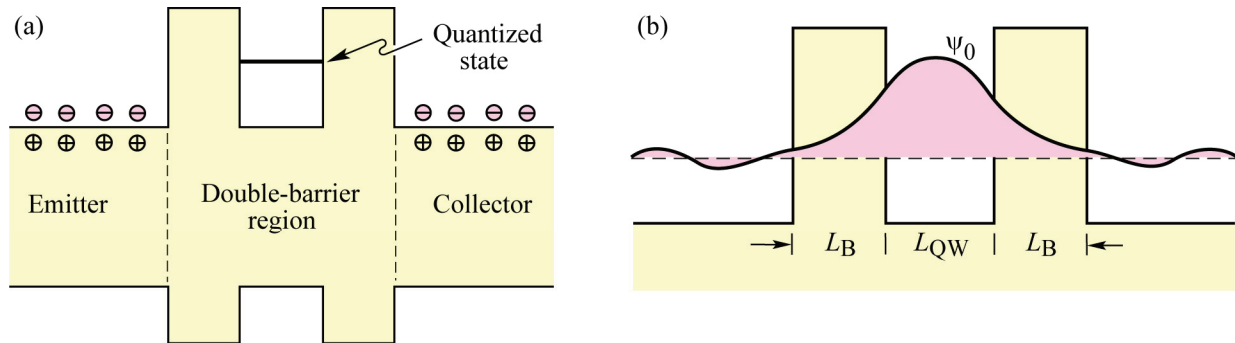 (a)
Quantized
state
⊖ ⊖ ⊖ ⊖
⊖ ⊖ ⊖ ⊖
⊕ ⊕ ⊕ ⊕
⊕ ⊕ ⊕ ⊕
Emitter
Double-barrier
region
Collector
(b)
ψ0
LB
LQW
LB